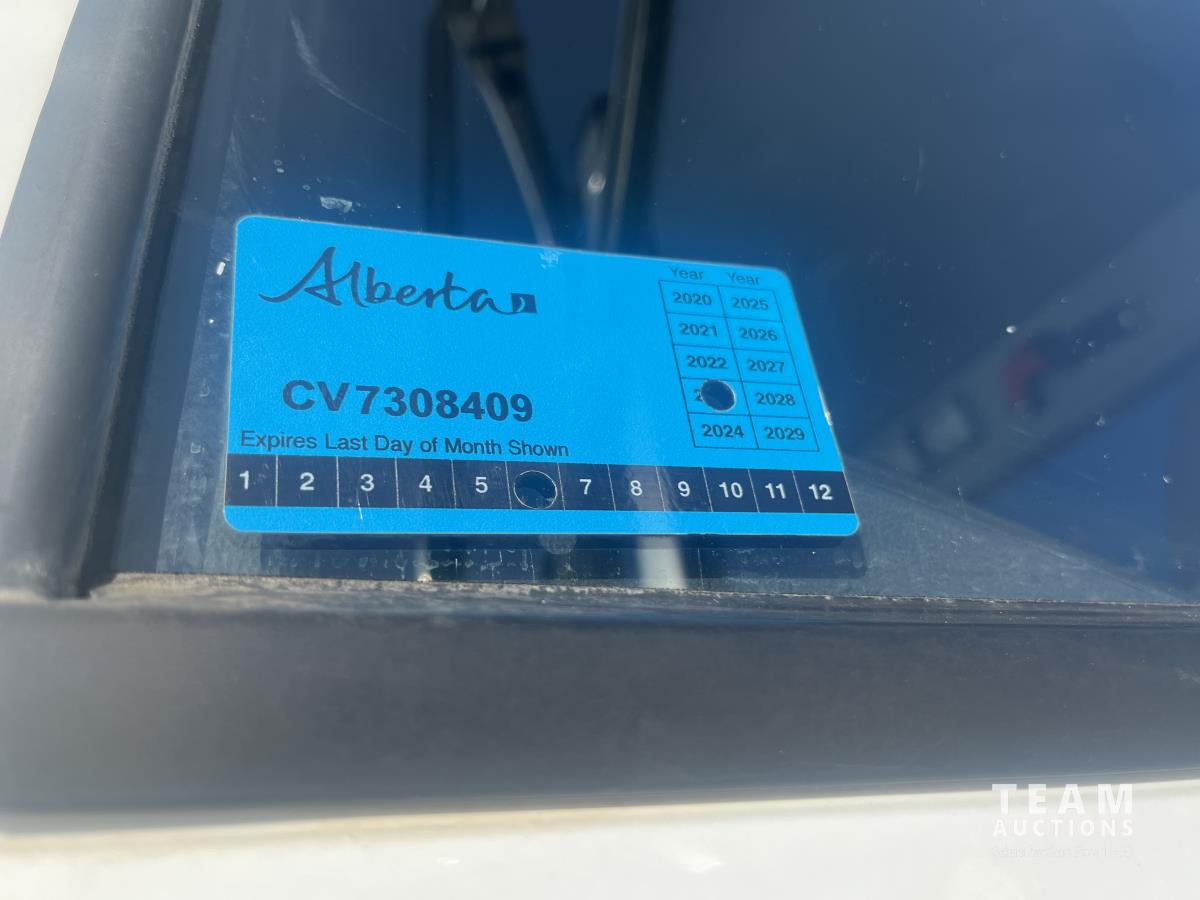 Alberta
Year Year
2020 2025
2021 2026
2022 2027
2028
2024 2029
CV7308409
Expires Last Day of Month Shown
1 2 3 4 5 7 8 9 10 11 12
TEAM
AUCTIONS